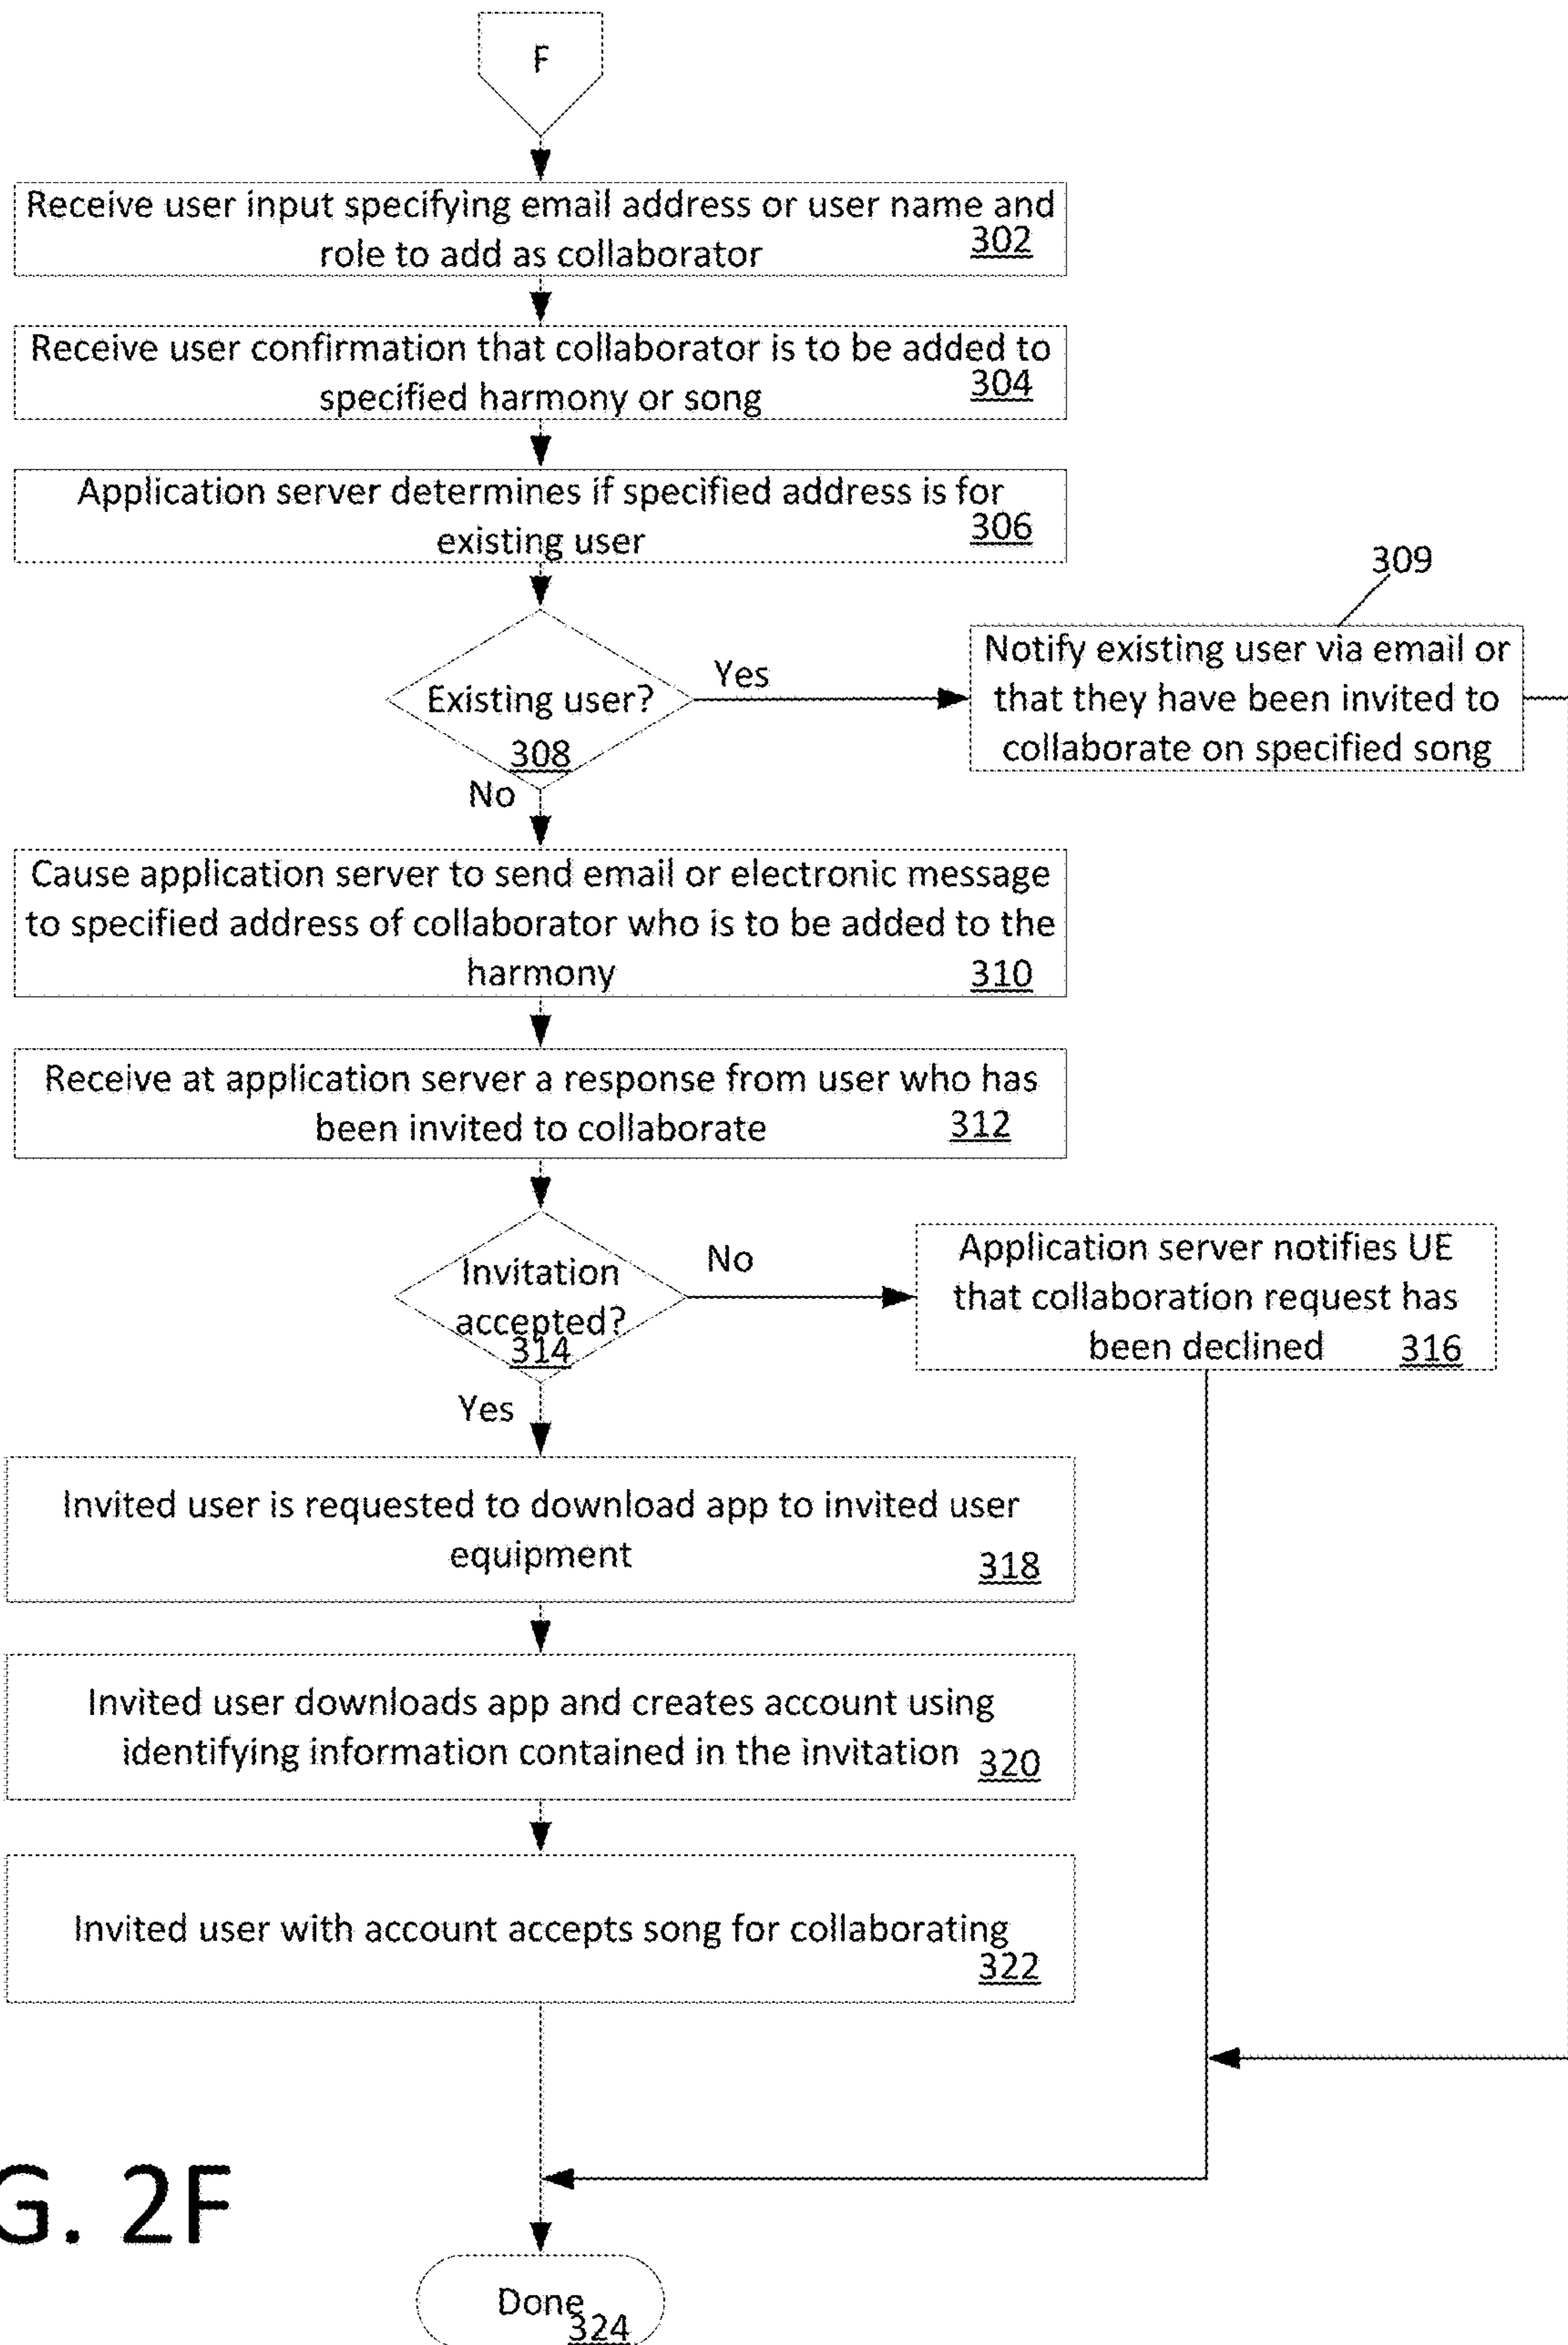 F
Receive user input specifying email address or user name and
role to add as collaborator
302
Receive user confirmation that collaborator is to be added to
specified harmony or song
304
Application server determines if specified address is for
existing user
306
309
Existing user?
308
Yes
Notify existing user via email or
that they have been invited to
collaborate on specified song
No
Cause application server to send email or electronic message
to specified address of collaborator who is to be added to the
harmony
310
Receive at application server a response from user who has
been invited to collaborate
312
Invitation
accepted?
314
No
Application server notifies UE
that collaboration request has
been declined
316
Yes
Invited user is requested to download app to invited user
equipment
318
Invited user downloads app and creates account using
identifying information contained in the invitation
320
Invited user with account accepts song for collaborating
322
G. 2F
Done
324